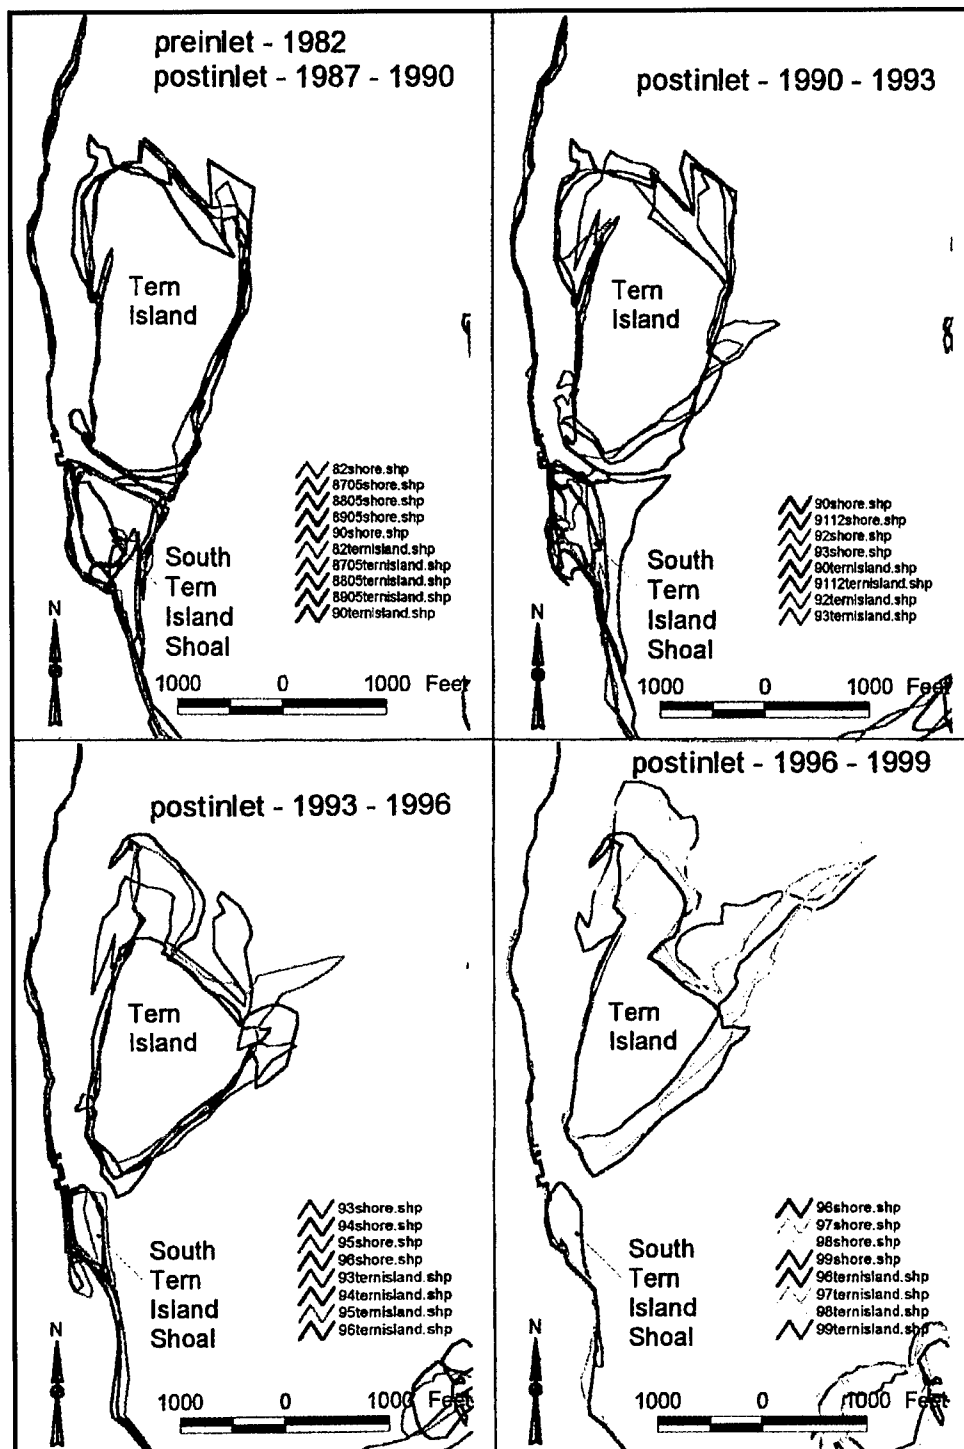 preinlet - 1982
postinlet - 1987 - 1990
Tern
Island
82shore.shp
8705shore.shp
8805shore.shp
8905shore.shp
90shore.shp
82ternisland.shp
8705ternisland.shp
8805ternisland.shp
8905ternisland.shp
90ternisland.shp
South
Tern
Island
Shoal
N
1000 0 1000 Feet
postinlet - 1990 - 1993
Tern
Island
90shore.shp
9112shore.shp
92shore.shp
93shore.shp
90ternisland.shp
9112ternisland.shp
92ternisland.shp
93ternisland.shp
South
Tern
Island
Shoal
N
1000 0 1000 Feet
postinlet - 1993 - 1996
Tern
Island
93shore.shp
94shore.shp
95shore.shp
96shore.shp
93ternisland.shp
94ternisland.shp
95ternisland.shp
96ternisland.shp
South
Tern
Island
Shoal
N
1000 0 1000 Feet
postinlet - 1996 - 1999
Tern
Island
96shore.shp
97shore.shp
98shore.shp
99shore.shp
96ternisland.shp
97ternisland.shp
98ternisland.shp
99ternisland.shp
South
Tern
Island
Shoal
N
1000 0 1000 Feet